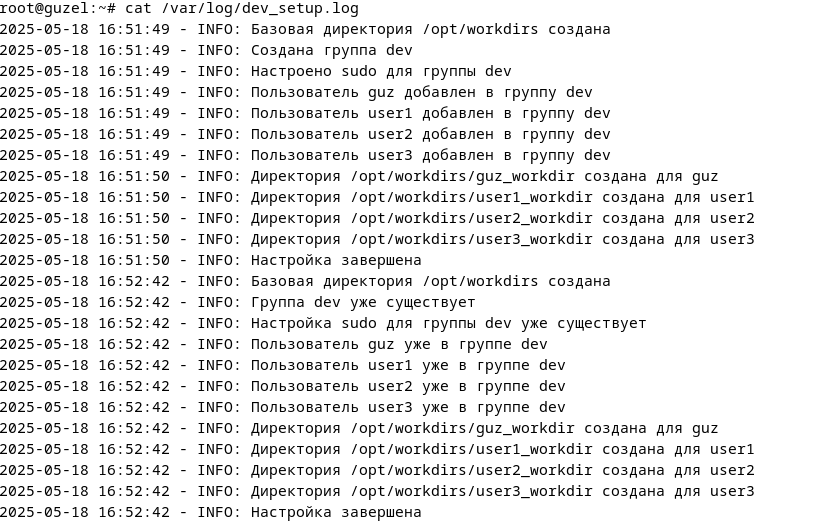 root@guzel:~# cat /var/log/dev_setup.log
2025-05-18 16:51:49 - INFO: Базовая директория /opt/workdirs создана
2025-05-18 16:51:49 - INFO: Создана группа dev
2025-05-18 16:51:49 - INFO: Настроено sudo для группы dev
2025-05-18 16:51:49 - INFO: Пользователь guz добавлен в группу dev
2025-05-18 16:51:49 - INFO: Пользователь user1 добавлен в группу dev
2025-05-18 16:51:49 - INFO: Пользователь user2 добавлен в группу dev
2025-05-18 16:51:49 - INFO: Пользователь user3 добавлен в группу dev
2025-05-18 16:51:50 - INFO: Директория /opt/workdirs/guz_workdir создана для guz
2025-05-18 16:51:50 - INFO: Директория /opt/workdirs/user1_workdir создана для user1
2025-05-18 16:51:50 - INFO: Директория /opt/workdirs/user2_workdir создана для user2
2025-05-18 16:51:50 - INFO: Директория /opt/workdirs/user3_workdir создана для user3
2025-05-18 16:51:50 - INFO: Настройка завершена
2025-05-18 16:52:42 - INFO: Базовая директория /opt/workdirs создана
2025-05-18 16:52:42 - INFO: Группа dev уже существует
2025-05-18 16:52:42 - INFO: Настройка sudo для группы dev уже существует
2025-05-18 16:52:42 - INFO: Пользователь guz уже в группе dev
2025-05-18 16:52:42 - INFO: Пользователь user1 уже в группе dev
2025-05-18 16:52:42 - INFO: Пользователь user2 уже в группе dev
2025-05-18 16:52:42 - INFO: Пользователь user3 уже в группе dev
2025-05-18 16:52:42 - INFO: Директория /opt/workdirs/guz_workdir создана для guz
2025-05-18 16:52:42 - INFO: Директория /opt/workdirs/user1_workdir создана для user1
2025-05-18 16:52:42 - INFO: Директория /opt/workdirs/user2_workdir создана для user2
2025-05-18 16:52:42 - INFO: Директория /opt/workdirs/user3_workdir создана для user3
2025-05-18 16:52:42 - INFO: Настройка завершена